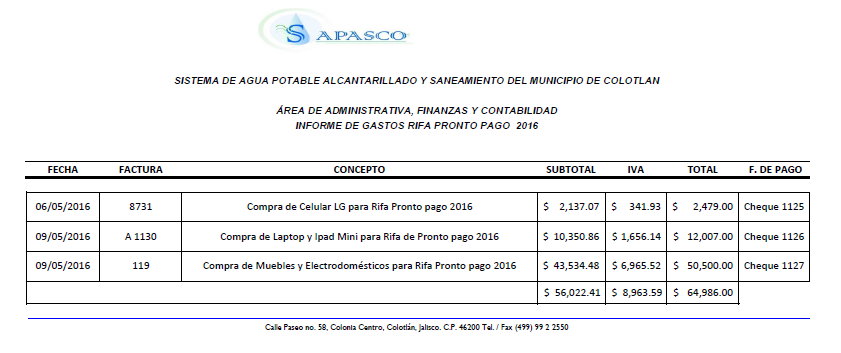 S APASCO
SISTEMA DE AGUA POTABLE ALCANTARILLADO Y SANEAMIENTO DEL MUNICIPIO DE COLOTLAN
ÁREA DE ADMINISTRATIVA, FINANZAS Y CONTABILIDAD
INFORME DE GASTOS RIFA PRONTO PAGO 2016
FECHA FACTURA CONCEPTO SUBTOTAL IVA TOTAL F. DE PAGO
06/05/2016 8731 Compra de Celular LG para Rifa Pronto pago 2016 $ 2,137.07 $ 341.93 $ 2,479.00 Cheque 1125
09/05/2016 A 1130 Compra de Laptop y Ipad Mini para Rifa de Pronto pago 2016 $ 10,350.86 $ 1,656.14 $ 12,007.00 Cheque 1126
09/05/2016 119 Compra de Muebles y Electrodomésticos para Rifa Pronto pago 2016 $ 43,534.48 $ 6,965.52 $ 50,500.00 Cheque 1127
$ 56,022.41 $ 8,963.59 $ 64,986.00
Calle Paseo no. 58, Colonia Centro, Colotlán, Jalisco. C.P. 46200 Tel. / Fax (499) 99 2 2550